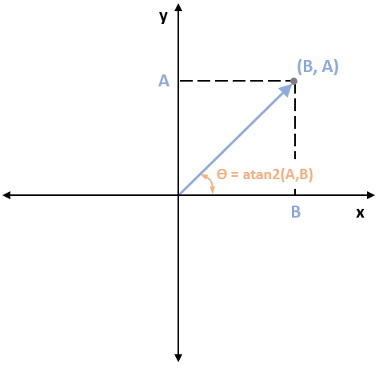 y
(B, A)
A
Ө = atan2(A,B)
B
x